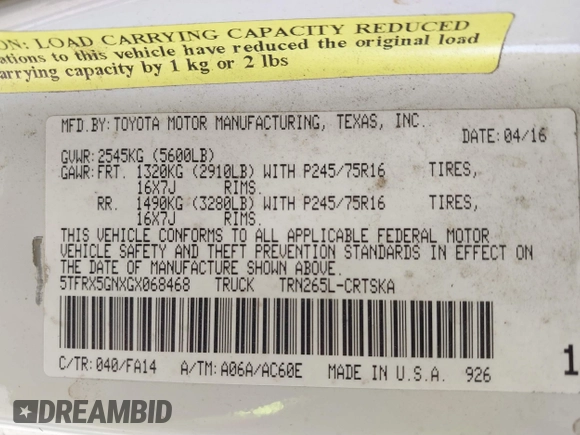 ON: LOAD CARRYING CAPACITY REDUCED
ations to this vehicle have reduced the original load
arrying capacity by 1 kg or 2 lbs
MFD.BY:TOYOTA MOTOR MANUFACTURING, TEXAS, INC.
DATE:04/16
GVWR:2545KG (5600LB)
GAWR:FRT. 1320KG (2910LB) WITH P245/75R16 TIRES,
16X7J RIMS.
RR. 1490KG (3280LB) WITH P245/75R16 TIRES,
16X7J RIMS.
THIS VEHICLE CONFORMS TO ALL APPLICABLE FEDERAL MOTOR
VEHICLE SAFETY AND THEFT PREVENTION STANDARDS IN EFFECT ON
THE DATE OF MANUFACTURE SHOWN ABOVE.
5TFRX5GNXGX068468 TRUCK TRN265L-CRTSKA
C/TR:040/FA14 A/TM:A06A/AC60E MADE IN U.S.A. 926
1
DREAMBID